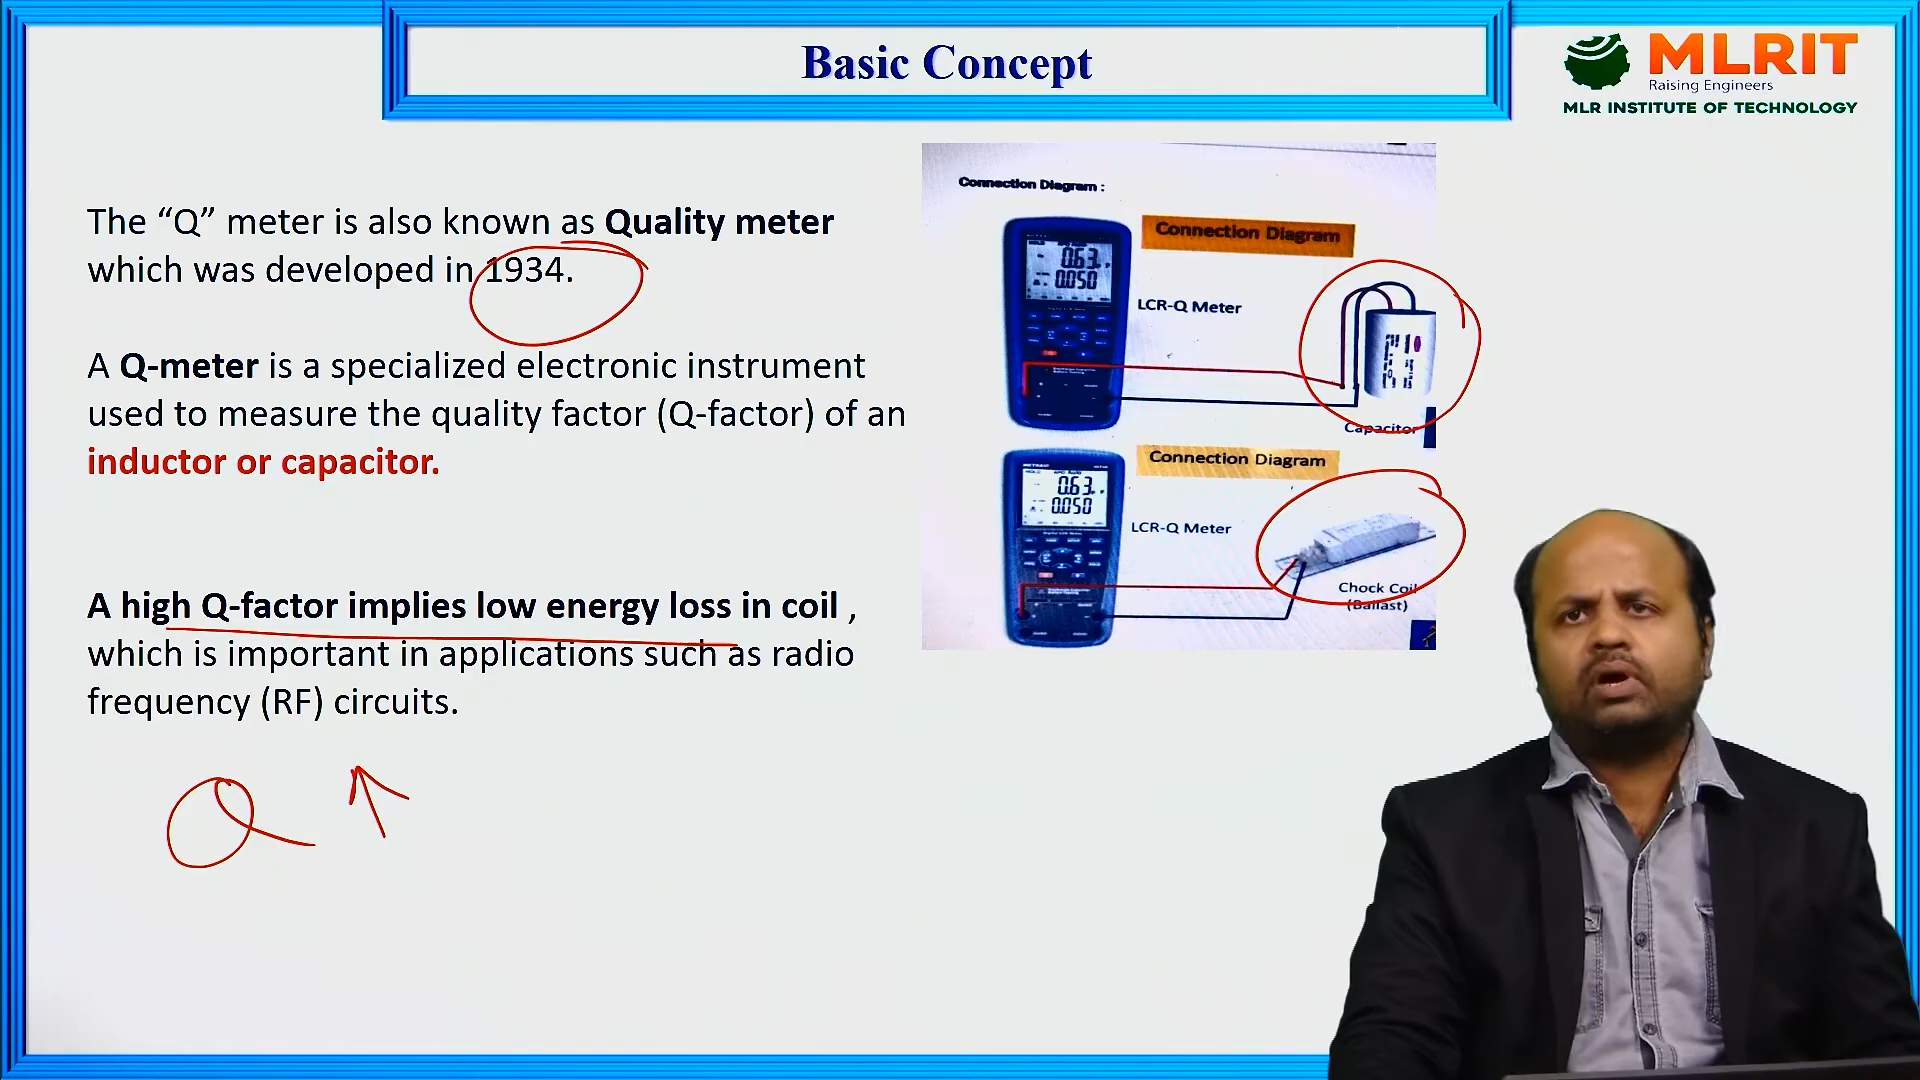 Basic Concept
MLRIT
Raising Engineers
MLR INSTITUTE OF TECHNOLOGY
The “Q” meter is also known as Quality meter
which was developed in 1934.
A Q-meter is a specialized electronic instrument
used to measure the quality factor (Q-factor) of an
inductor or capacitor.
A high Q-factor implies low energy loss in coil ,
which is important in applications such as radio
frequency (RF) circuits.
Q ↑
Connection Diagram :
Connection Diagram
0.63
0.050
LCR-Q Meter
Capacitor
Connection Diagram
0.63
0.050
LCR-Q Meter
Chock Coil
(Ballast)